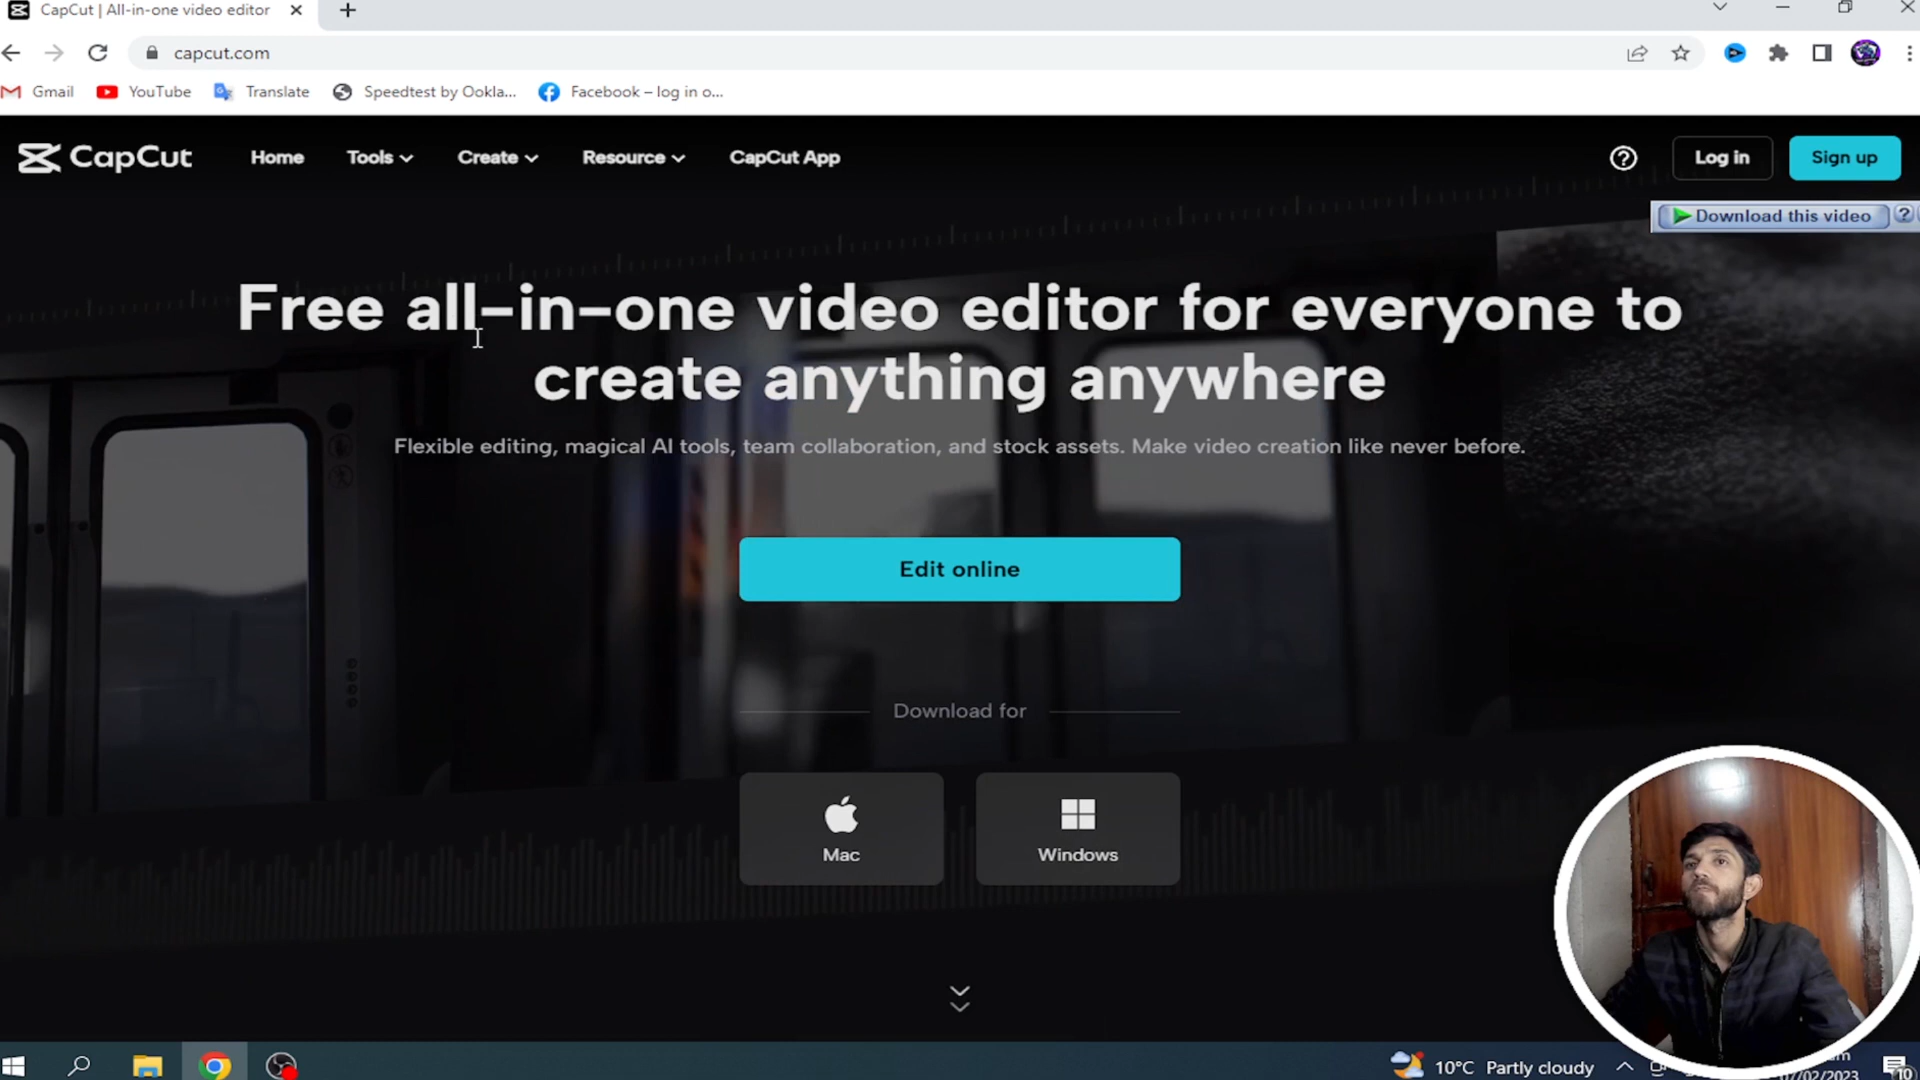 CapCut | All-in-one video editor
capcut.com
Gmail
YouTube
Translate
Speedtest by Ookla...
Facebook – log in o...
CapCut
Home
Tools
Create
Resource
CapCut App
Log in
Sign up
Download this video
Free all-in-one video editor for everyone to
create anything anywhere
Flexible editing, magical AI tools, team collaboration, and stock assets. Make video creation like never before.
Edit online
Download for
Mac
Windows
10°C Partly cloudy
10